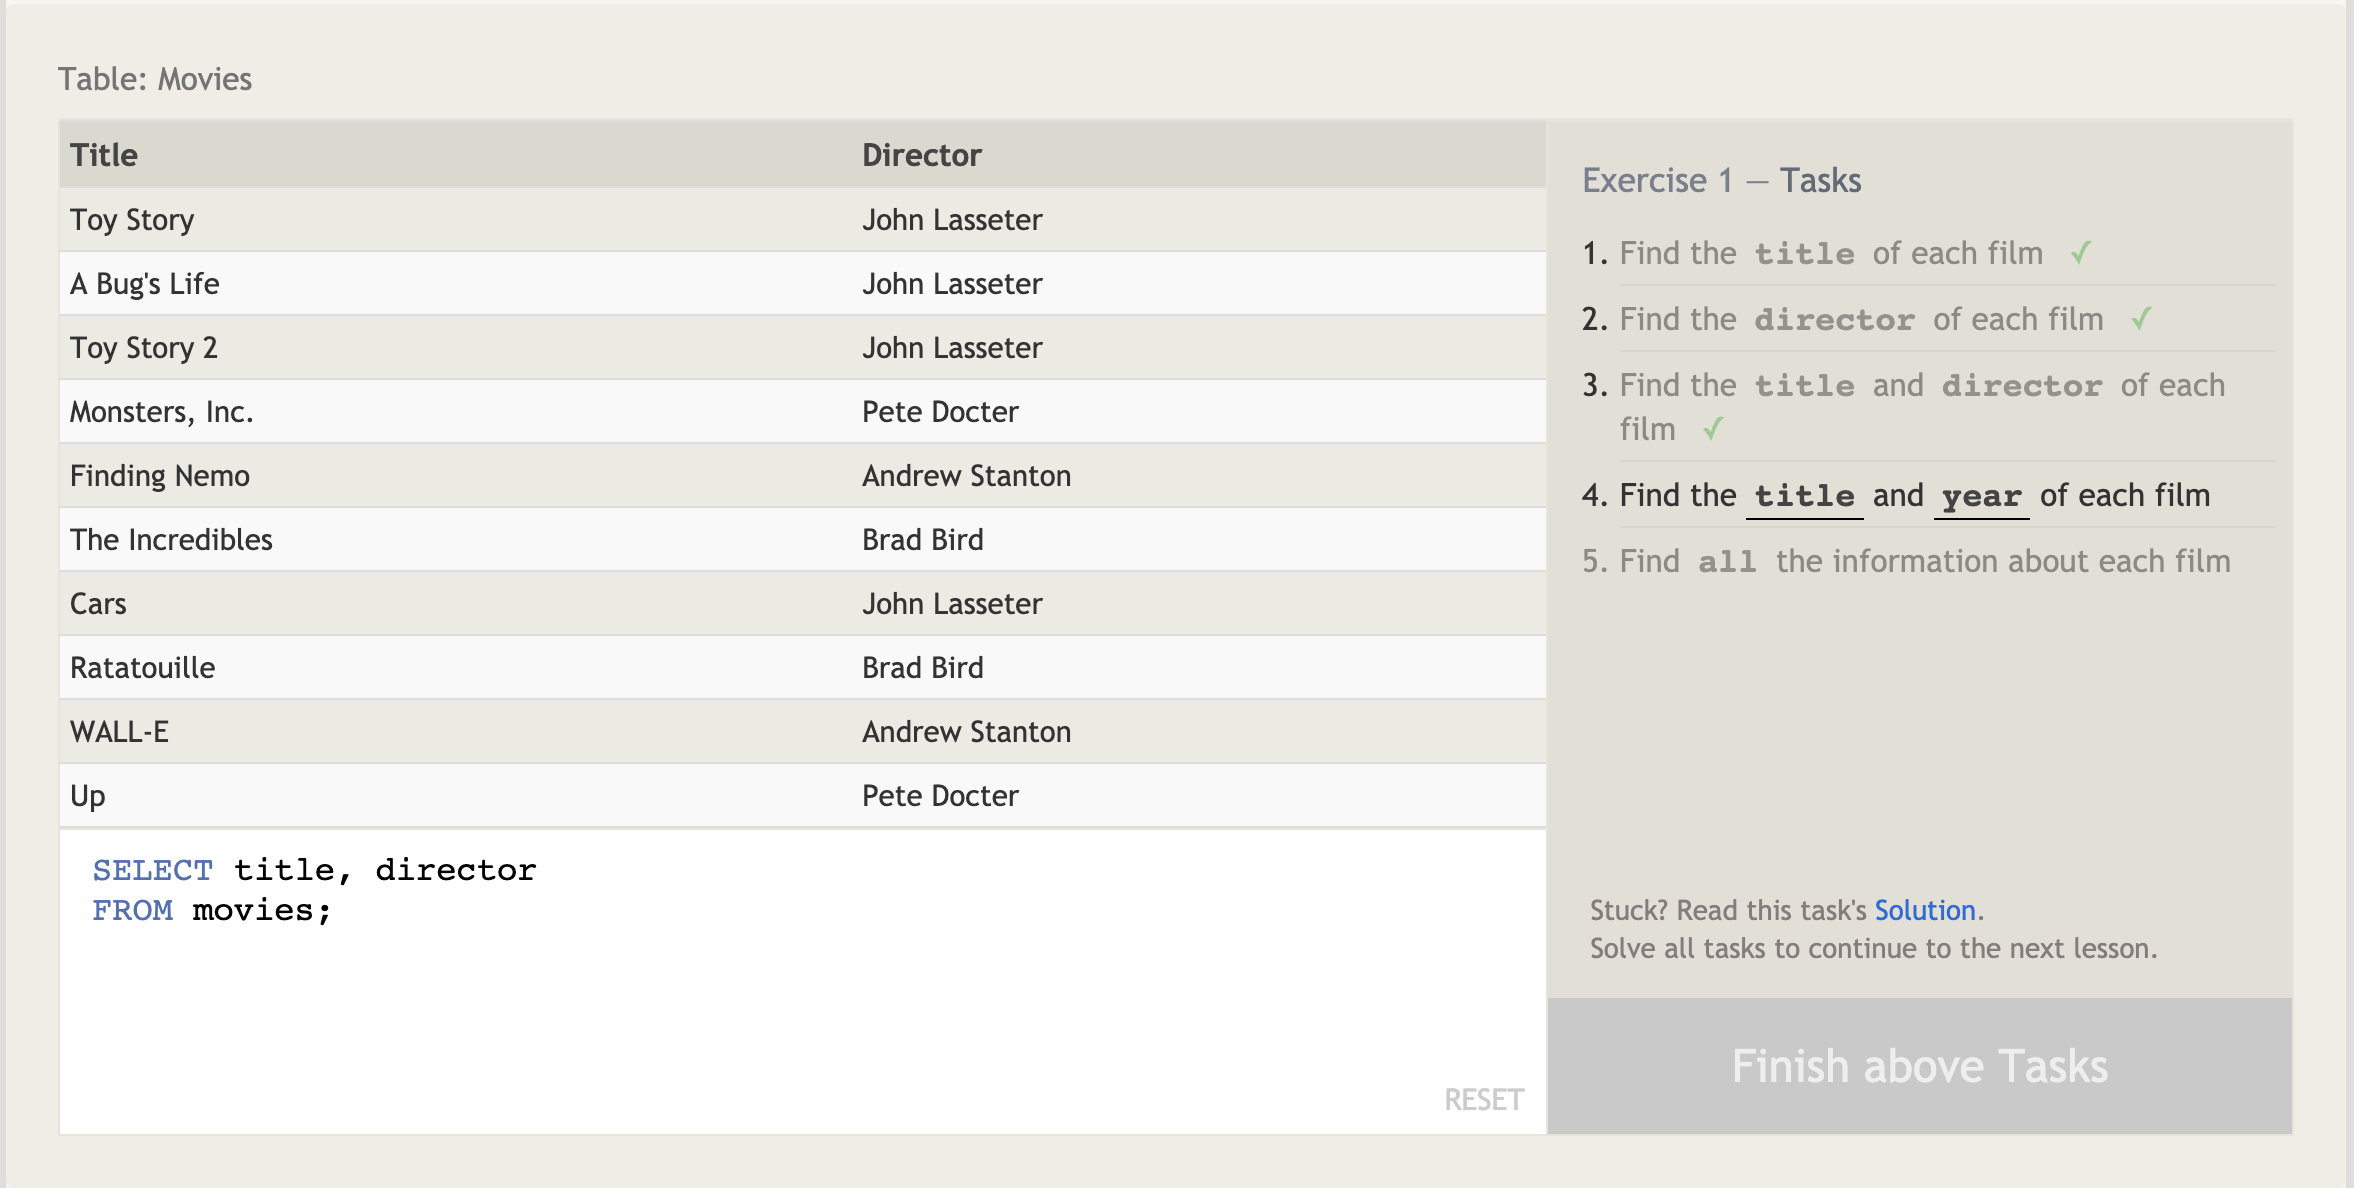 Table: Movies
Title Director
Toy Story John Lasseter
A Bug's Life John Lasseter
Toy Story 2 John Lasseter
Monsters, Inc. Pete Docter
Finding Nemo Andrew Stanton
The Incredibles Brad Bird
Cars John Lasseter
Ratatouille Brad Bird
WALL-E Andrew Stanton
Up Pete Docter
SELECT title, director
FROM movies;
RESET
Exercise 1 — Tasks
1. Find the title of each film ✓
2. Find the director of each film ✓
3. Find the title and director of each
film ✓
4. Find the title and year of each film
5. Find all the information about each film
Stuck? Read this task's Solution.
Solve all tasks to continue to the next lesson.
Finish above Tasks